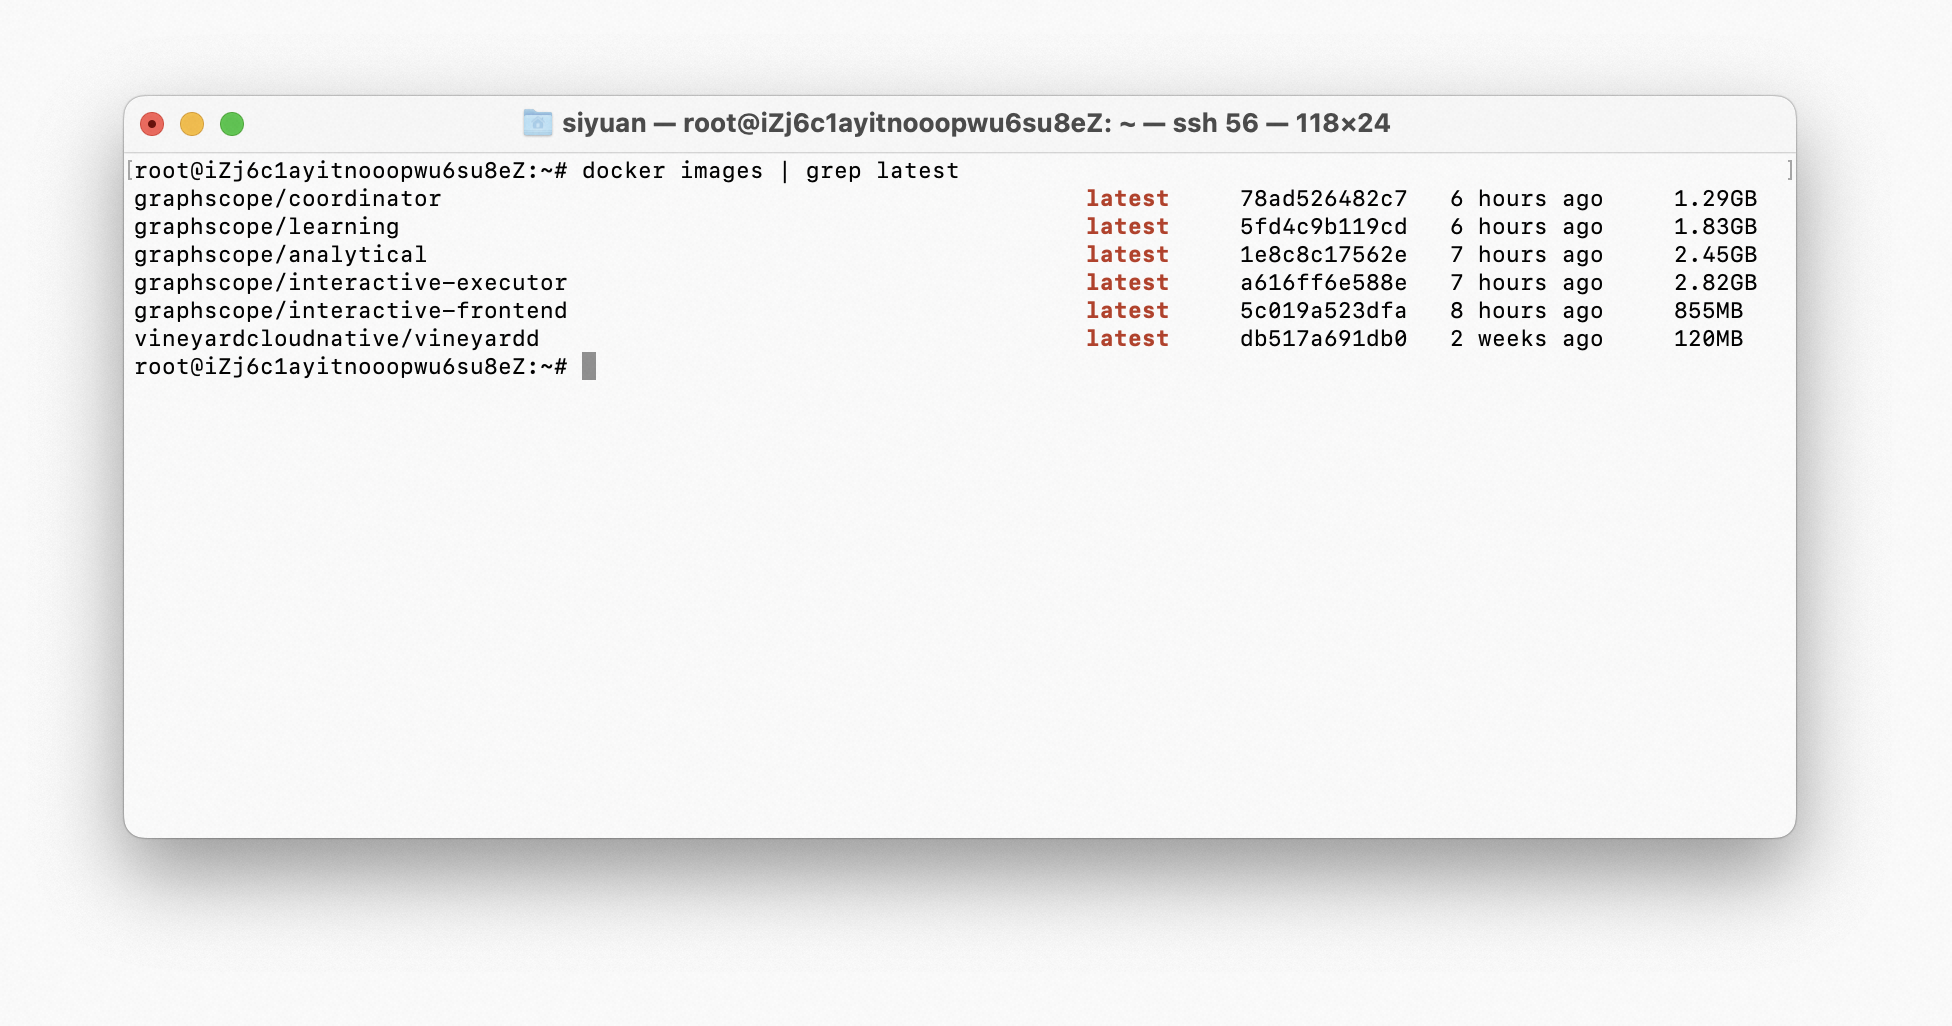 siyuan — root@iZj6c1ayitnooopwu6su8eZ: ~ — ssh 56 — 118×24
[root@iZj6c1ayitnooopwu6su8eZ:~# docker images | grep latest ]
graphscope/coordinator latest 78ad526482c7 6 hours ago 1.29GB
graphscope/learning latest 5fd4c9b119cd 6 hours ago 1.83GB
graphscope/analytical latest 1e8c8c17562e 7 hours ago 2.45GB
graphscope/interactive-executor latest a616ff6e588e 7 hours ago 2.82GB
graphscope/interactive-frontend latest 5c019a523dfa 8 hours ago 855MB
vineyardcloudnative/vineyardd latest db517a691db0 2 weeks ago 120MB
root@iZj6c1ayitnooopwu6su8eZ:~#